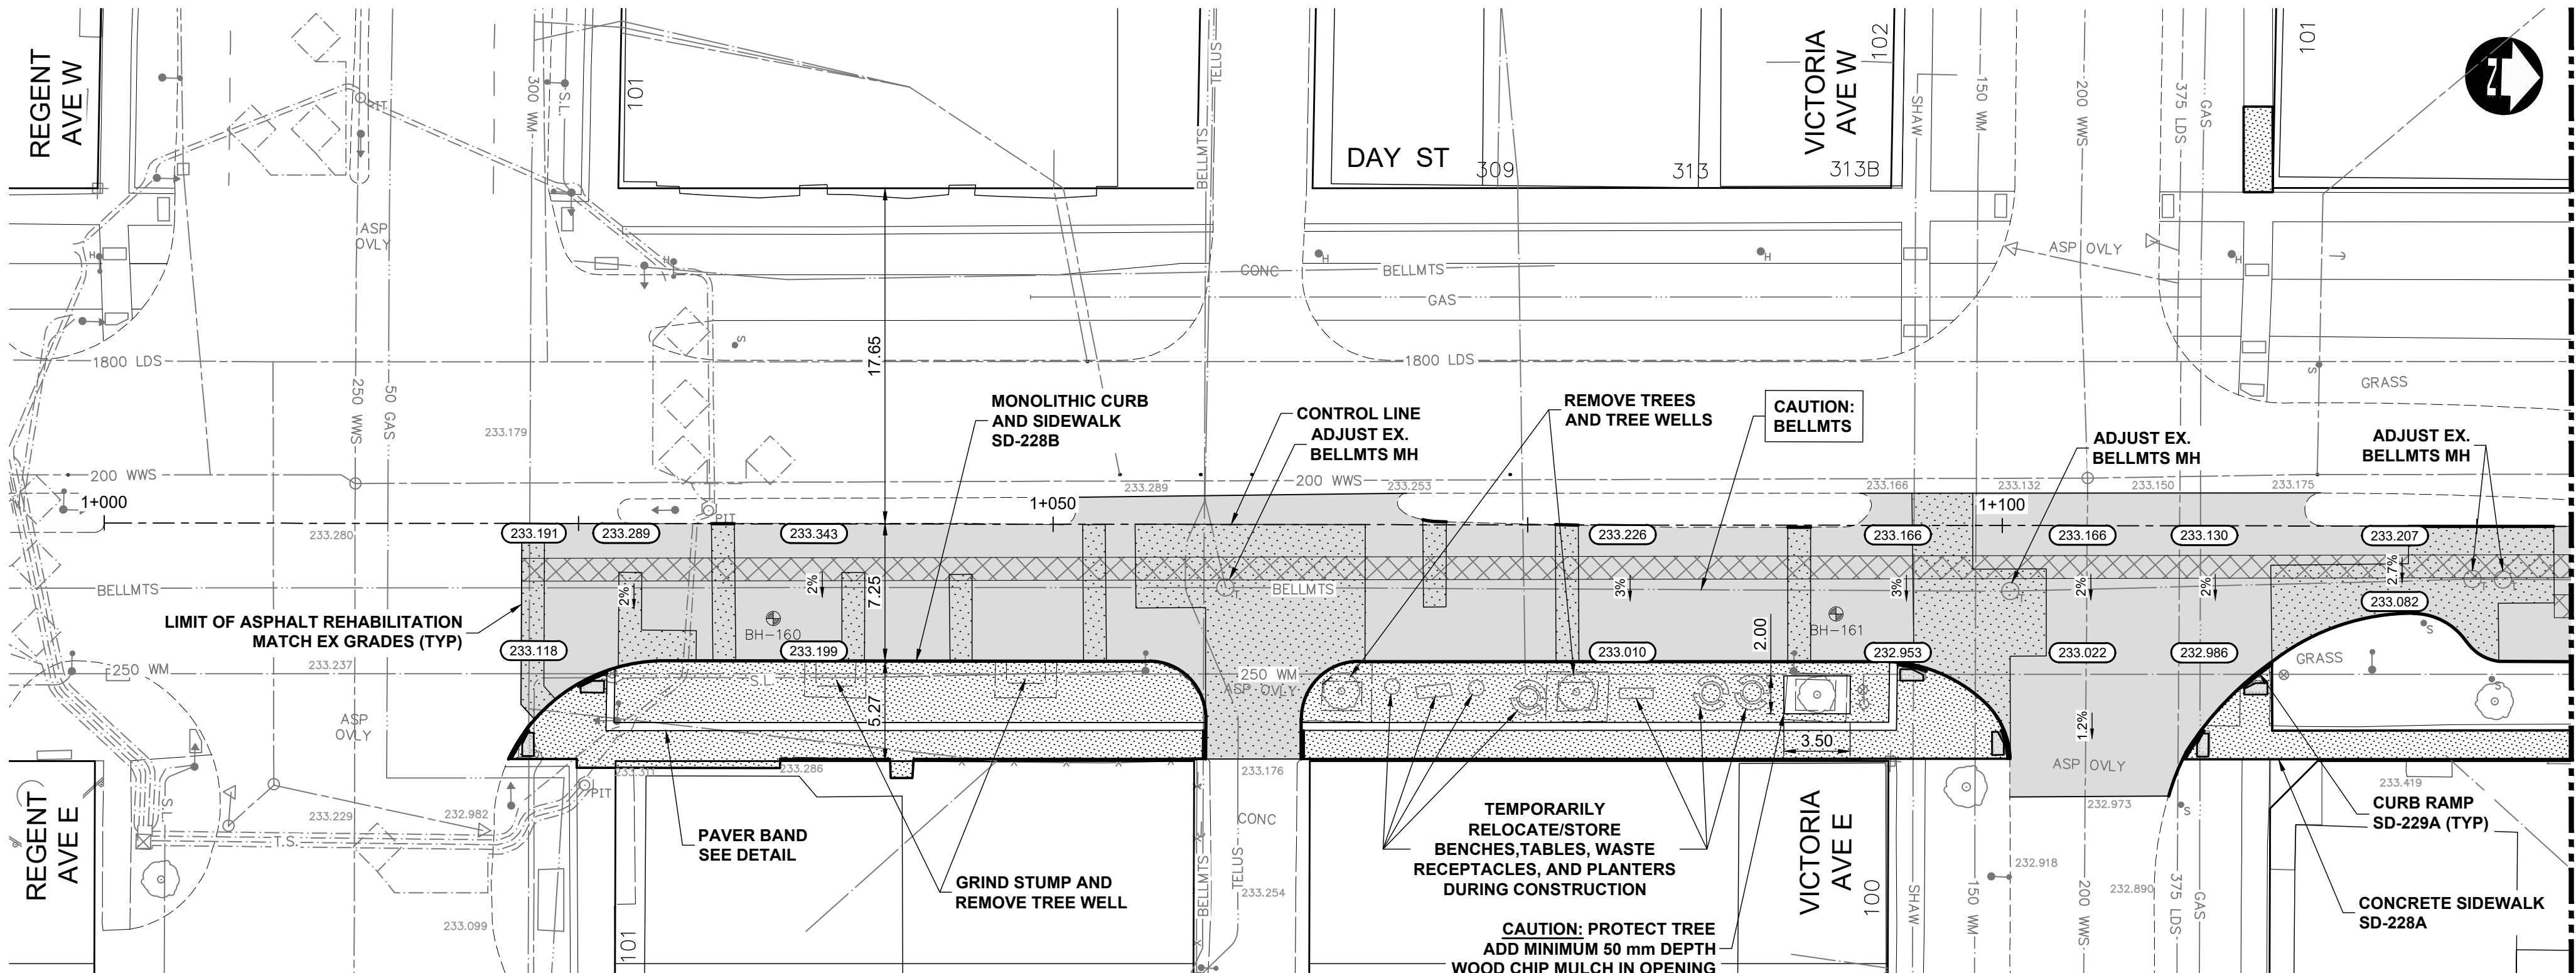 REGENT
AVE W
101
300 WM
S.L.
TELUS
BELLMTS
DAY ST
309
313
313B
VICTORIA
AVE W
102
SHAW
150 WM
200 WWS
375 LDS
GAS
101
N
PIT
ASP
OVLY
H
H
CONC
BELLMTS
GAS
H
H
ASP OVLY
H
1800 LDS
1800 LDS
S
S
GRASS
250 WWS
50 GAS
17.65
233.179
MONOLITHIC CURB
AND SIDEWALK
SD-228B
CONTROL LINE
ADJUST EX.
BELLMTS MH
REMOVE TREES
AND TREE WELLS
CAUTION:
BELLMTS
ADJUST EX.
BELLMTS MH
ADJUST EX.
BELLMTS MH
200 WWS
200 WWS
233.289
233.253
233.166
233.132
233.150
233.175
1+000
1+050
1+100
PIT
233.280
233.191
233.289
233.343
233.226
233.166
233.166
233.130
233.207
BELLMTS
BELLMTS
2%
2%
7.25
3%
3%
2%
2%
2.7%
233.082
LIMIT OF ASPHALT REHABILITATION
MATCH EX GRADES (TYP)
BH-160
BH-161
2.00
233.118
233.199
233.010
232.953
233.022
232.986
S
GRASS
233.237
250 WM
S.L.
250 WM
ASP OVLY
S
5.27
3.50
1.2%
ASP
OVLY
233.311
233.286
233.176
ASP OVLY
232.973
233.419
PIT
S
REGENT
AVE E
233.229
232.982
T.S.
233.099
PAVER BAND
SEE DETAIL
GRIND STUMP AND
REMOVE TREE WELL
101
CONC
BELLMTS
TELUS
233.254
TEMPORARILY
RELOCATE/STORE
BENCHES,TABLES, WASTE
RECEPTACLES, AND PLANTERS
DURING CONSTRUCTION
CAUTION: PROTECT TREE
ADD MINIMUM 50 mm DEPTH
WOOD CHIP MULCH IN OPENING
VICTORIA
AVE E
100
SHAW
150 WM
200 WWS
375 LDS
GAS
232.918
232.890
CURB RAMP
SD-229A (TYP)
CONCRETE SIDEWALK
SD-228A